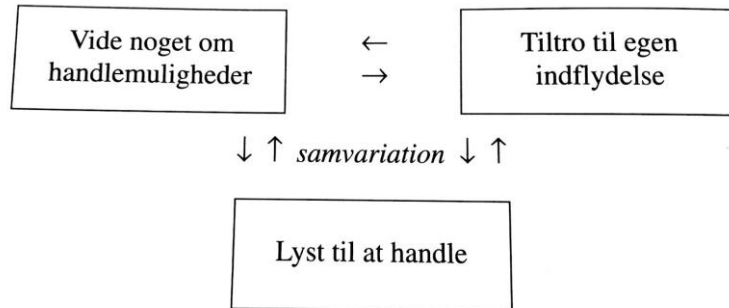 Vide noget om
handlemuligheder
←
→
Tiltro til egen
indflydelse
↓ ↑ samvariation ↓ ↑
Lyst til at handle